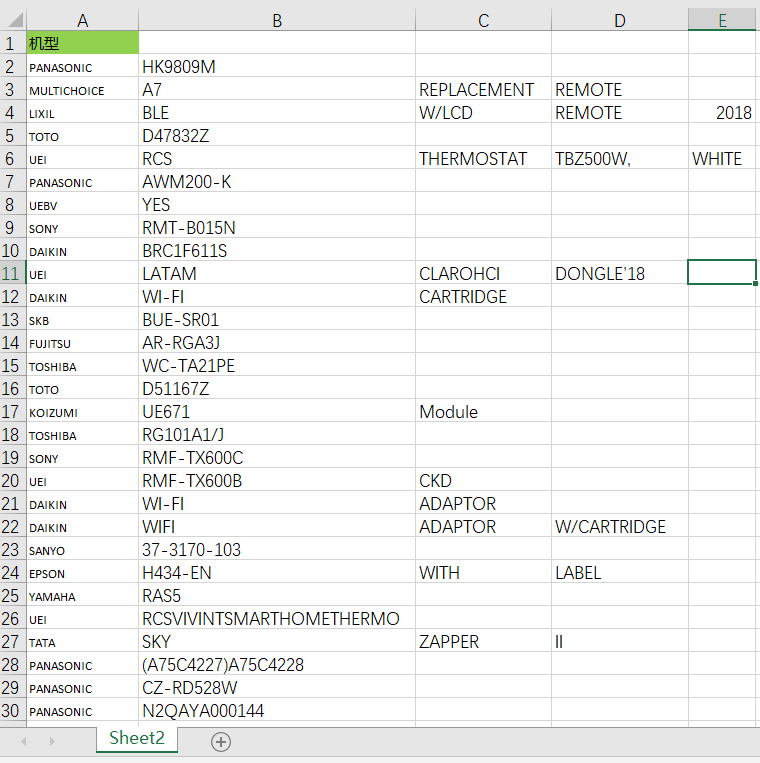 A B C D E
1 机型
2 PANASONIC HK9809M
3 MULTICHOICE A7 REPLACEMENT REMOTE
4 LIXIL BLE W/LCD REMOTE 2018
5 TOTO D47832Z
6 UEI RCS THERMOSTAT TBZ500W, WHITE
7 PANASONIC AWM200-K
8 UEBV YES
9 SONY RMT-B015N
10 DAIKIN BRC1F611S
11 UEI LATAM CLAROHCI DONGLE'18
12 DAIKIN WI-FI CARTRIDGE
13 SKB BUE-SR01
14 FUJITSU AR-RGA3J
15 TOSHIBA WC-TA21PE
16 TOTO D51167Z
17 KOIZUMI UE671 Module
18 TOSHIBA RG101A1/J
19 SONY RMF-TX600C
20 UEI RMF-TX600B CKD
21 DAIKIN WI-FI ADAPTOR
22 DAIKIN WIFI ADAPTOR W/CARTRIDGE
23 SANYO 37-3170-103
24 EPSON H434-EN WITH LABEL
25 YAMAHA RAS5
26 UEI RCSVIVINTSMARTHOMETHERMO
27 TATA SKY ZAPPER II
28 PANASONIC (A75C4227)A75C4228
29 PANASONIC CZ-RD528W
30 PANASONIC N2QAYA000144
Sheet2